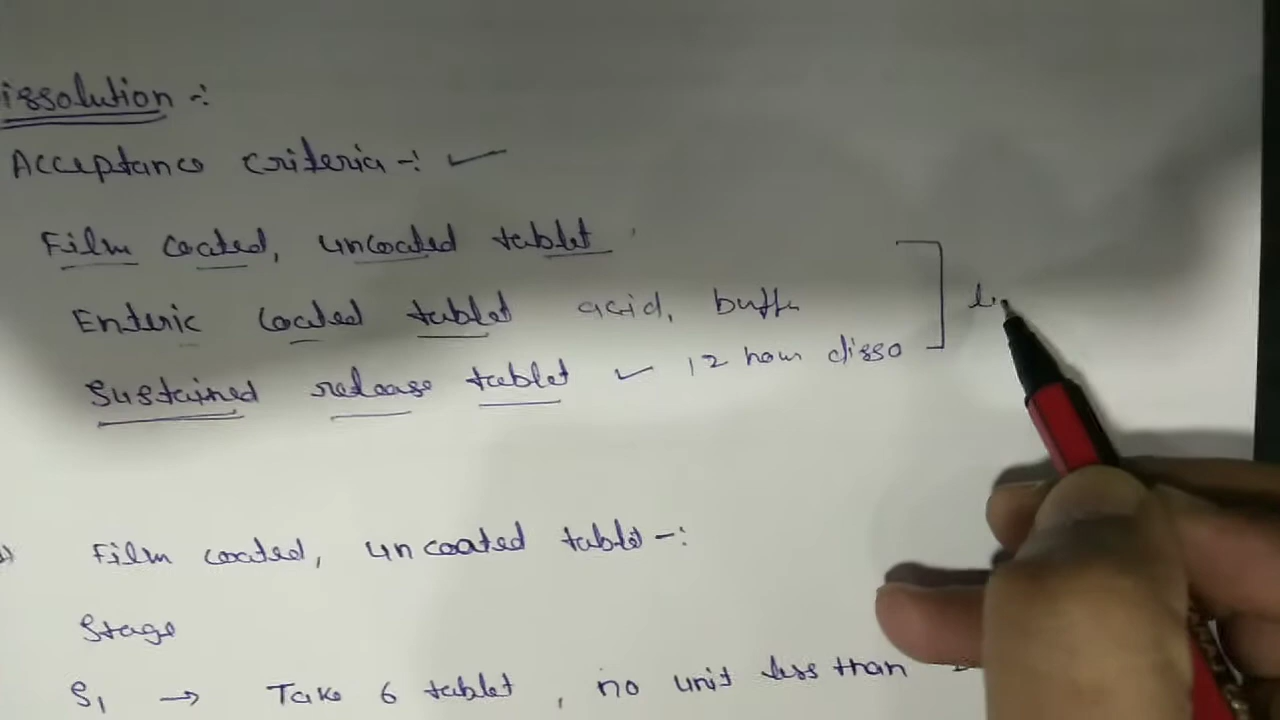 issolution -:
Acceptance criteria -: ✓
Film coated, uncoated tablet
Enteric coated tablet acid, buffe
Sustained release tablet ✓ 12 hour disso
Film coated, uncoated tablet -:
Stage
S1 → Take 6 tablet, no unit less than